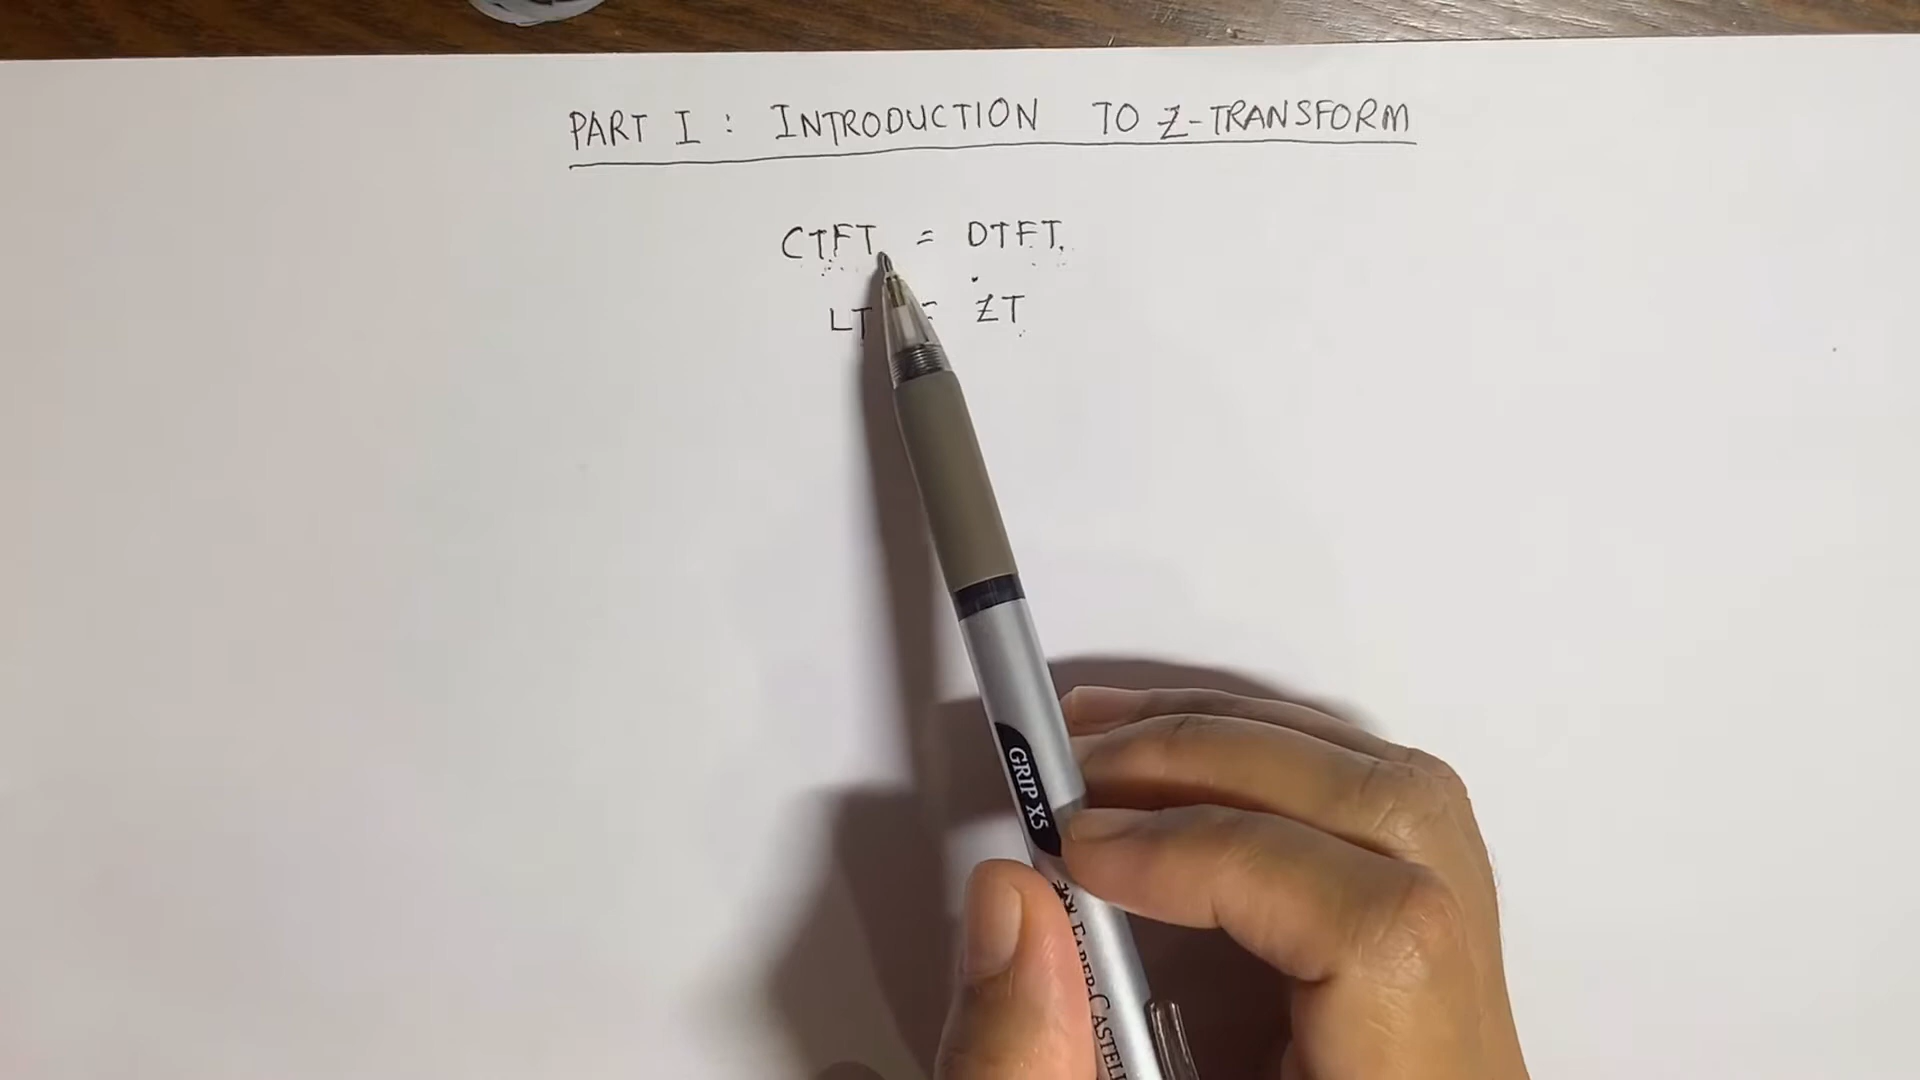 PART I : INTRODUCTION TO Z-TRANSFORM
CTFT = DTFT
LT = ZT
GRIP X5
FABER-CASTELL